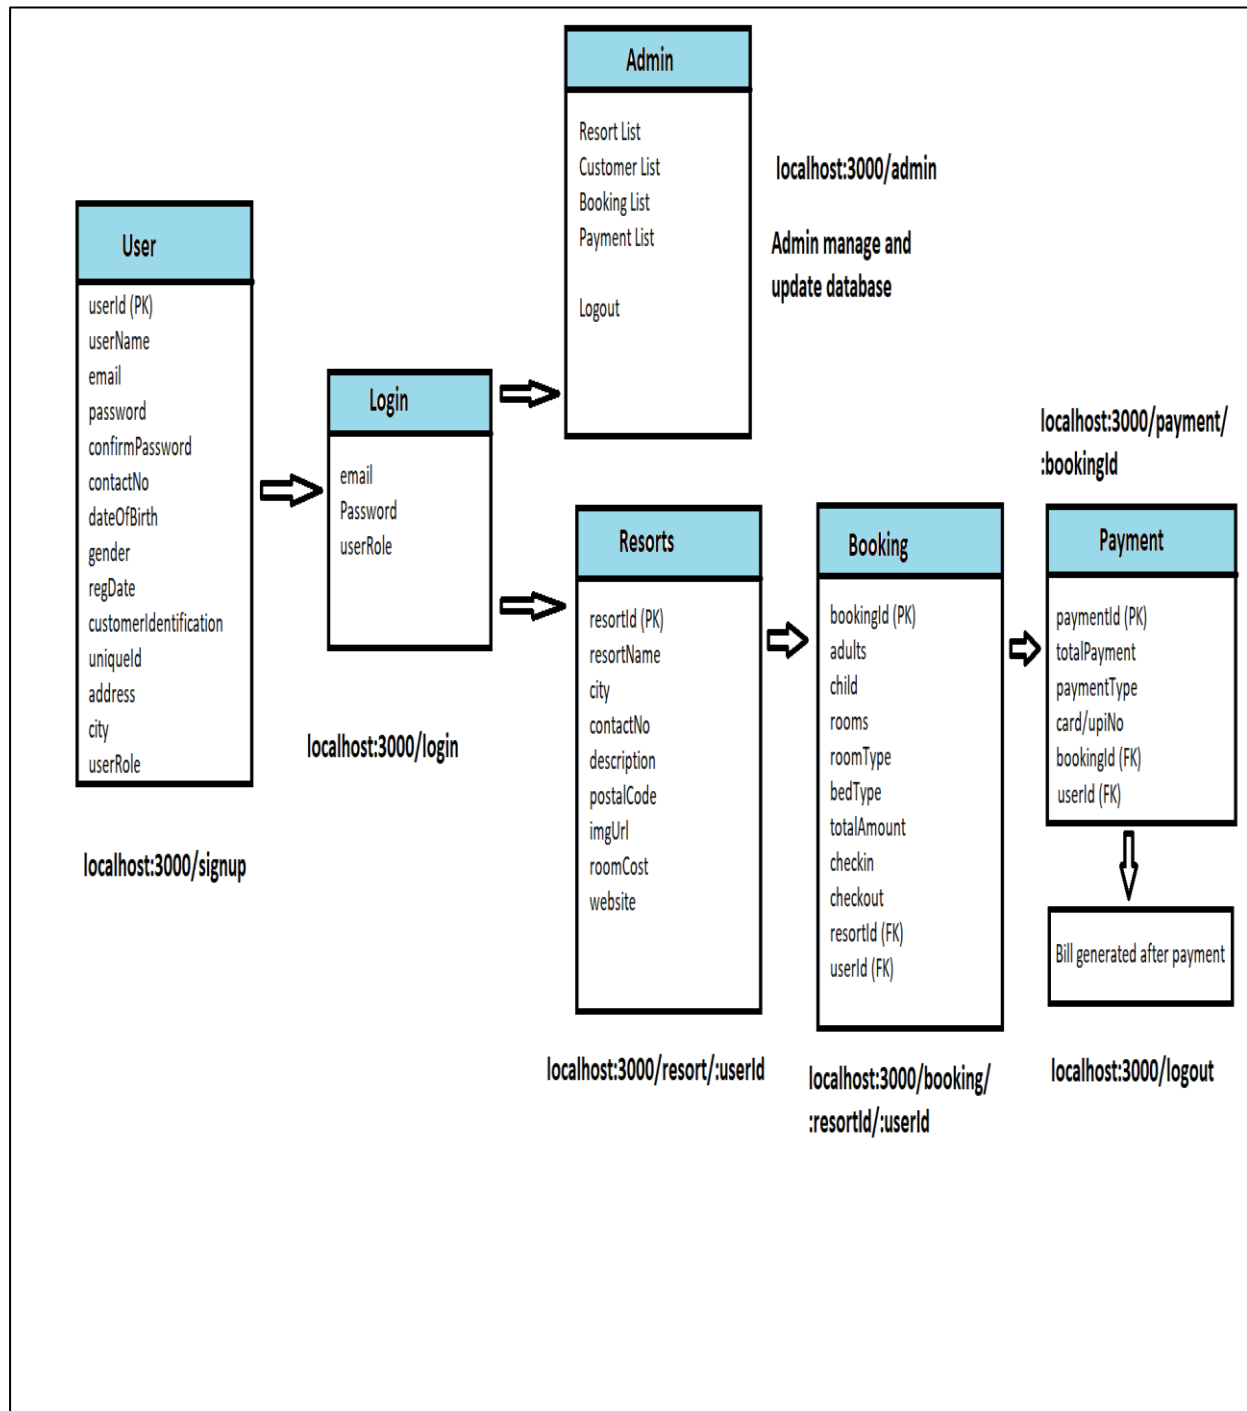 User
userId (PK)
userName
email
password
confirmPassword
contactNo
dateOfBirth
gender
regDate
customerIdentification
uniqueId
address
city
userRole
localhost:3000/signup
Login
email
Password
userRole
localhost:3000/login
Admin
Resort List
Customer List
Booking List
Payment List
Logout
localhost:3000/admin
Admin manage and
update database
Resorts
resortId (PK)
resortName
city
contactNo
description
postalCode
imgUrl
roomCost
website
localhost:3000/resort/:userId
Booking
bookingId (PK)
adults
child
rooms
roomType
bedType
totalAmount
checkin
checkout
resortId (FK)
userId (FK)
localhost:3000/booking/
:resortId/:userId
localhost:3000/payment/
:bookingId
Payment
paymentId (PK)
totalPayment
paymentType
card/upiNo
bookingId (FK)
userId (FK)
Bill generated after payment
localhost:3000/logout